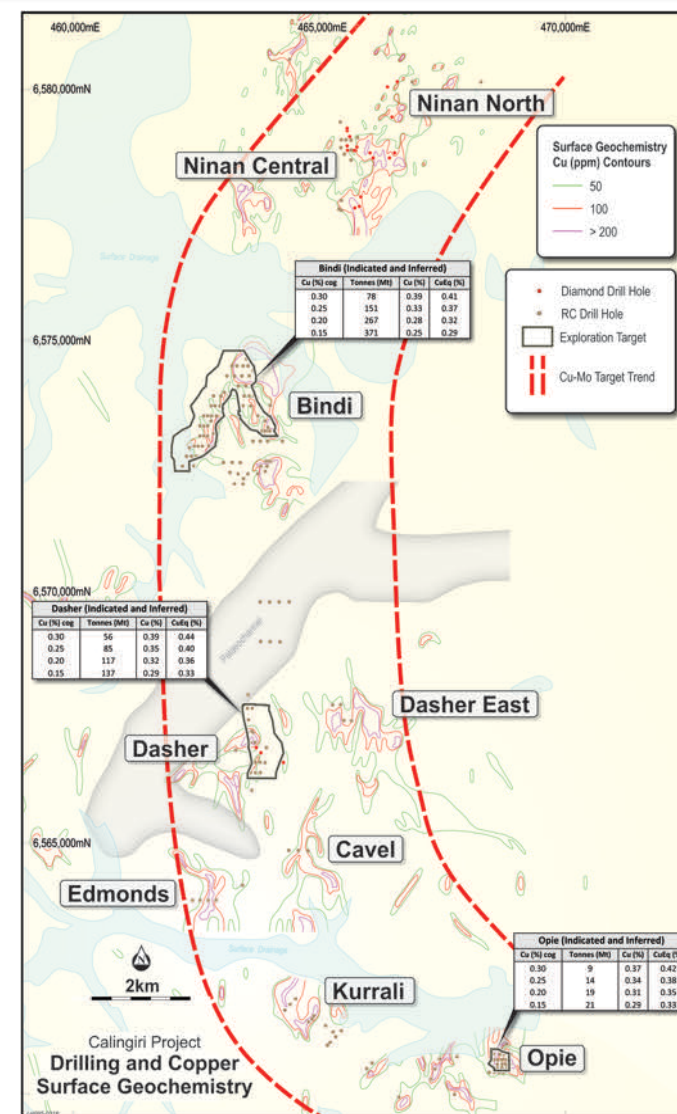 460,000mE 465,000mE 470,000mE
6,580,000mN
Ninan North
Surface Geochemistry
Cu (ppm) Contours
50
100
> 200
Ninan Central
Surface Drainage
Bindi (Indicated and Inferred)
Cu (%) cog Tonnes (Mt) Cu (%) CuEq (%)
0.30 78 0.39 0.41
0.25 151 0.33 0.37
0.20 267 0.28 0.32
0.15 371 0.25 0.29
Diamond Drill Hole
RC Drill Hole
Exploration Target
Cu-Mo Target Trend
6,575,000mN
Bindi
6,570,000mN
Dasher (Indicated and Inferred)
Cu (%) cog Tonnes (Mt) Cu (%) CuEq (%)
0.30 56 0.39 0.44
0.25 85 0.35 0.40
0.20 117 0.32 0.36
0.15 137 0.29 0.33
Palaeochannel
Dasher East
Dasher
6,565,000mN
Cavel
Edmonds
Surface Drainage
Opie (Indicated and Inferred)
Cu (%) cog Tonnes (Mt) Cu (%) CuEq (%
0.30 9 0.37 0.42
0.25 14 0.34 0.38
0.20 19 0.31 0.35
0.15 21 0.29 0.33
N
2km
Kurrali
Calingiri Project
Drilling and Copper
Surface Geochemistry
Opie